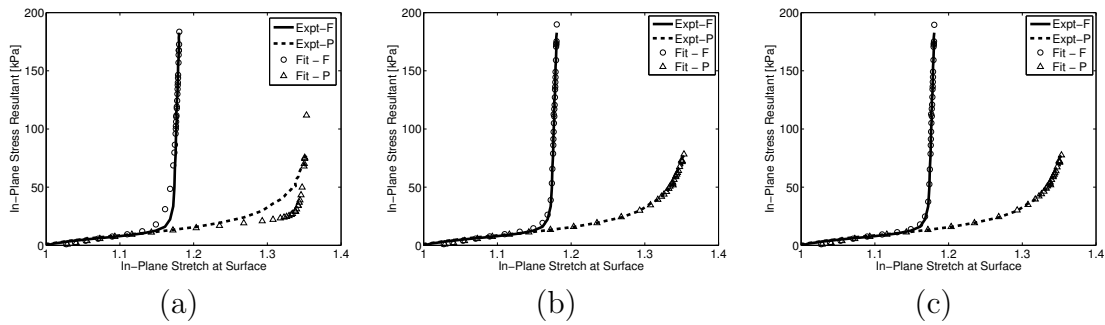 200
150
100
50
0
1
1.1
1.2
1.3
1.4
In-Plane Stress Resultant [kPa]
In-Plane Stretch at Surface
Expt-F
Expt-P
Fit - F
Fit - P
(a)
200
150
100
50
0
1
1.1
1.2
1.3
1.4
In-Plane Stress Resultant [kPa]
In-Plane Stretch at Surface
Expt-F
Expt-P
Fit - F
Fit - P
(b)
200
150
100
50
0
1
1.1
1.2
1.3
1.4
In-Plane Stress Resultant [kPa]
In-Plane Stretch at Surface
Expt-F
Expt-P
Fit - F
Fit - P
(c)